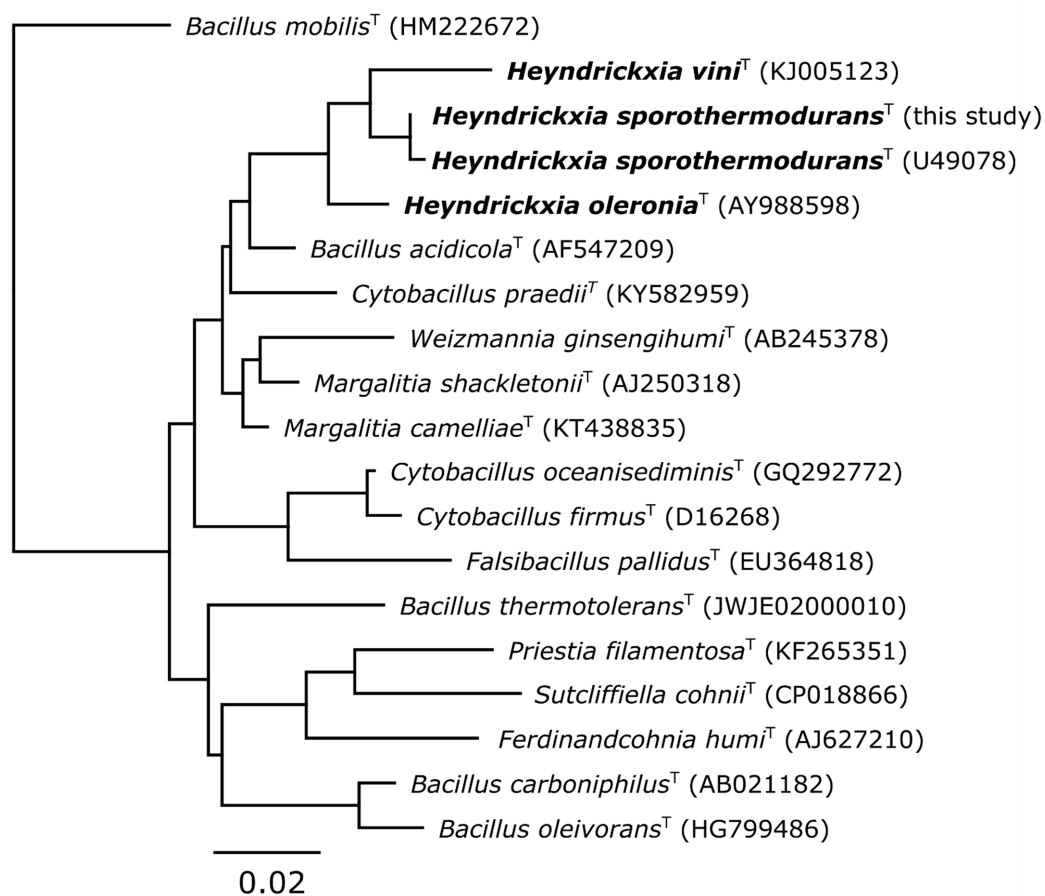 Bacillus mobilisᵀ (HM222672)
Heyndrickxia viniᵀ (KJ005123)
Heyndrickxia sporothermoduransᵀ (this study)
Heyndrickxia sporothermoduransᵀ (U49078)
Heyndrickxia oleroniaᵀ (AY988598)
Bacillus acidicolaᵀ (AF547209)
Cytobacillus praediiᵀ (KY582959)
Weizmannia ginsengihumiᵀ (AB245378)
Margalitia shackletoniiᵀ (AJ250318)
Margalitia camelliaeᵀ (KT438835)
Cytobacillus oceanisediminisᵀ (GQ292772)
Cytobacillus firmusᵀ (D16268)
Falsibacillus pallidusᵀ (EU364818)
Bacillus thermotoleransᵀ (JWJE02000010)
Priestia filamentosaᵀ (KF265351)
Sutcliffiella cohniiᵀ (CP018866)
Ferdinandcohnia humiᵀ (AJ627210)
Bacillus carboniphilusᵀ (AB021182)
Bacillus oleivoransᵀ (HG799486)
0.02